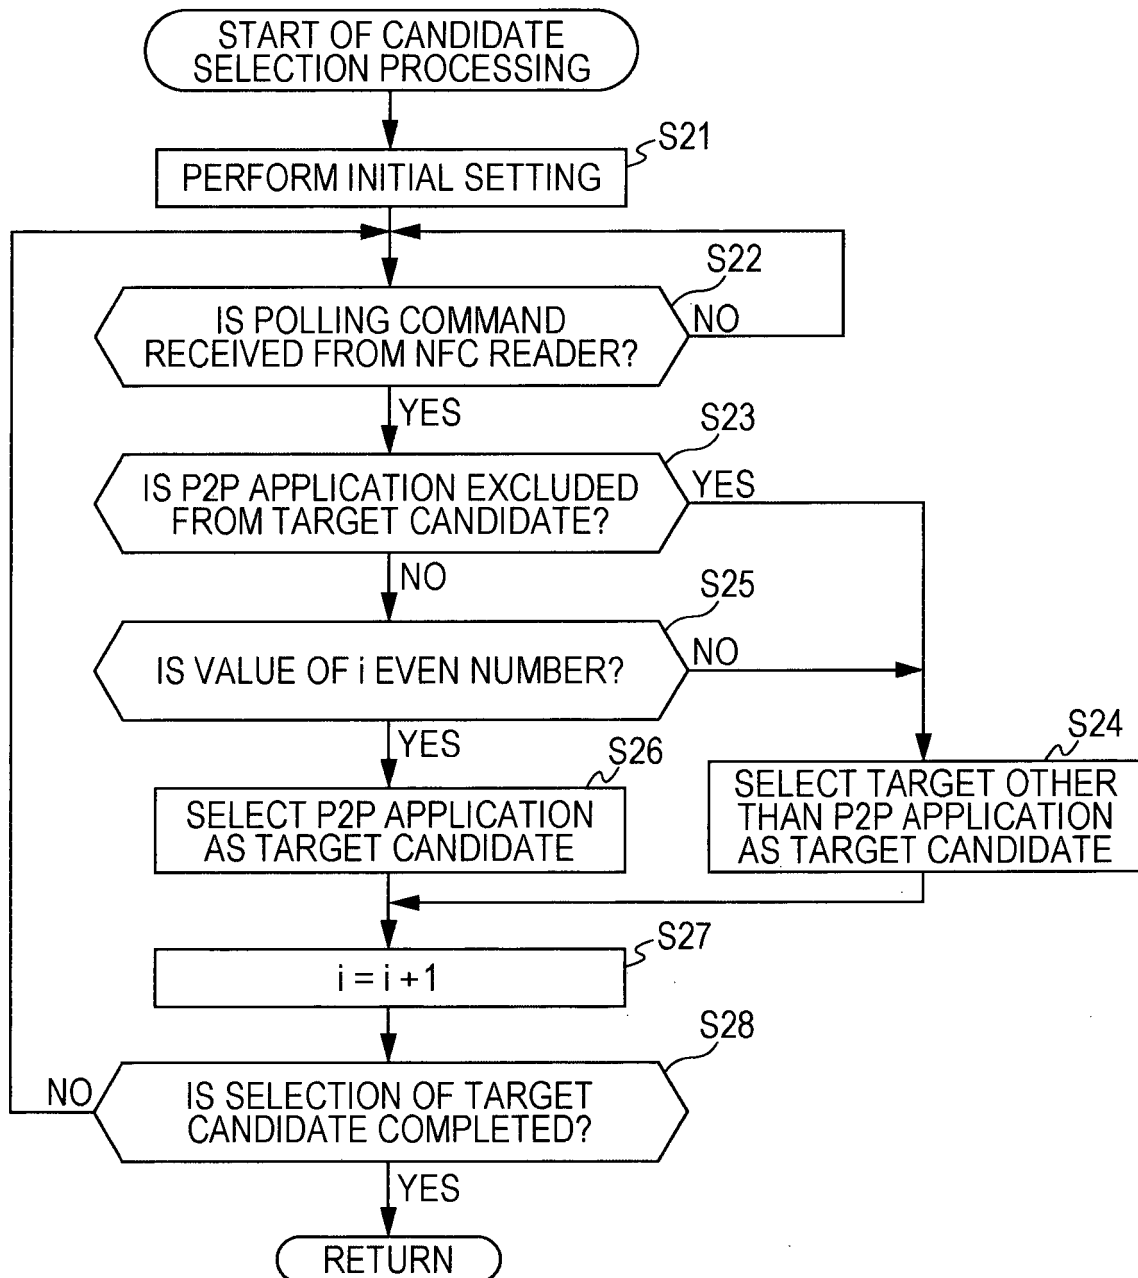 START OF CANDIDATE
SELECTION PROCESSING
S21
PERFORM INITIAL SETTING
S22
IS POLLING COMMAND
RECEIVED FROM NFC READER?
NO
YES
S23
IS P2P APPLICATION EXCLUDED
FROM TARGET CANDIDATE?
YES
NO
S25
IS VALUE OF i EVEN NUMBER?
NO
YES
S26
SELECT P2P APPLICATION
AS TARGET CANDIDATE
S24
SELECT TARGET OTHER
THAN P2P APPLICATION
AS TARGET CANDIDATE
S27
i = i + 1
S28
IS SELECTION OF TARGET
CANDIDATE COMPLETED?
NO
YES
RETURN